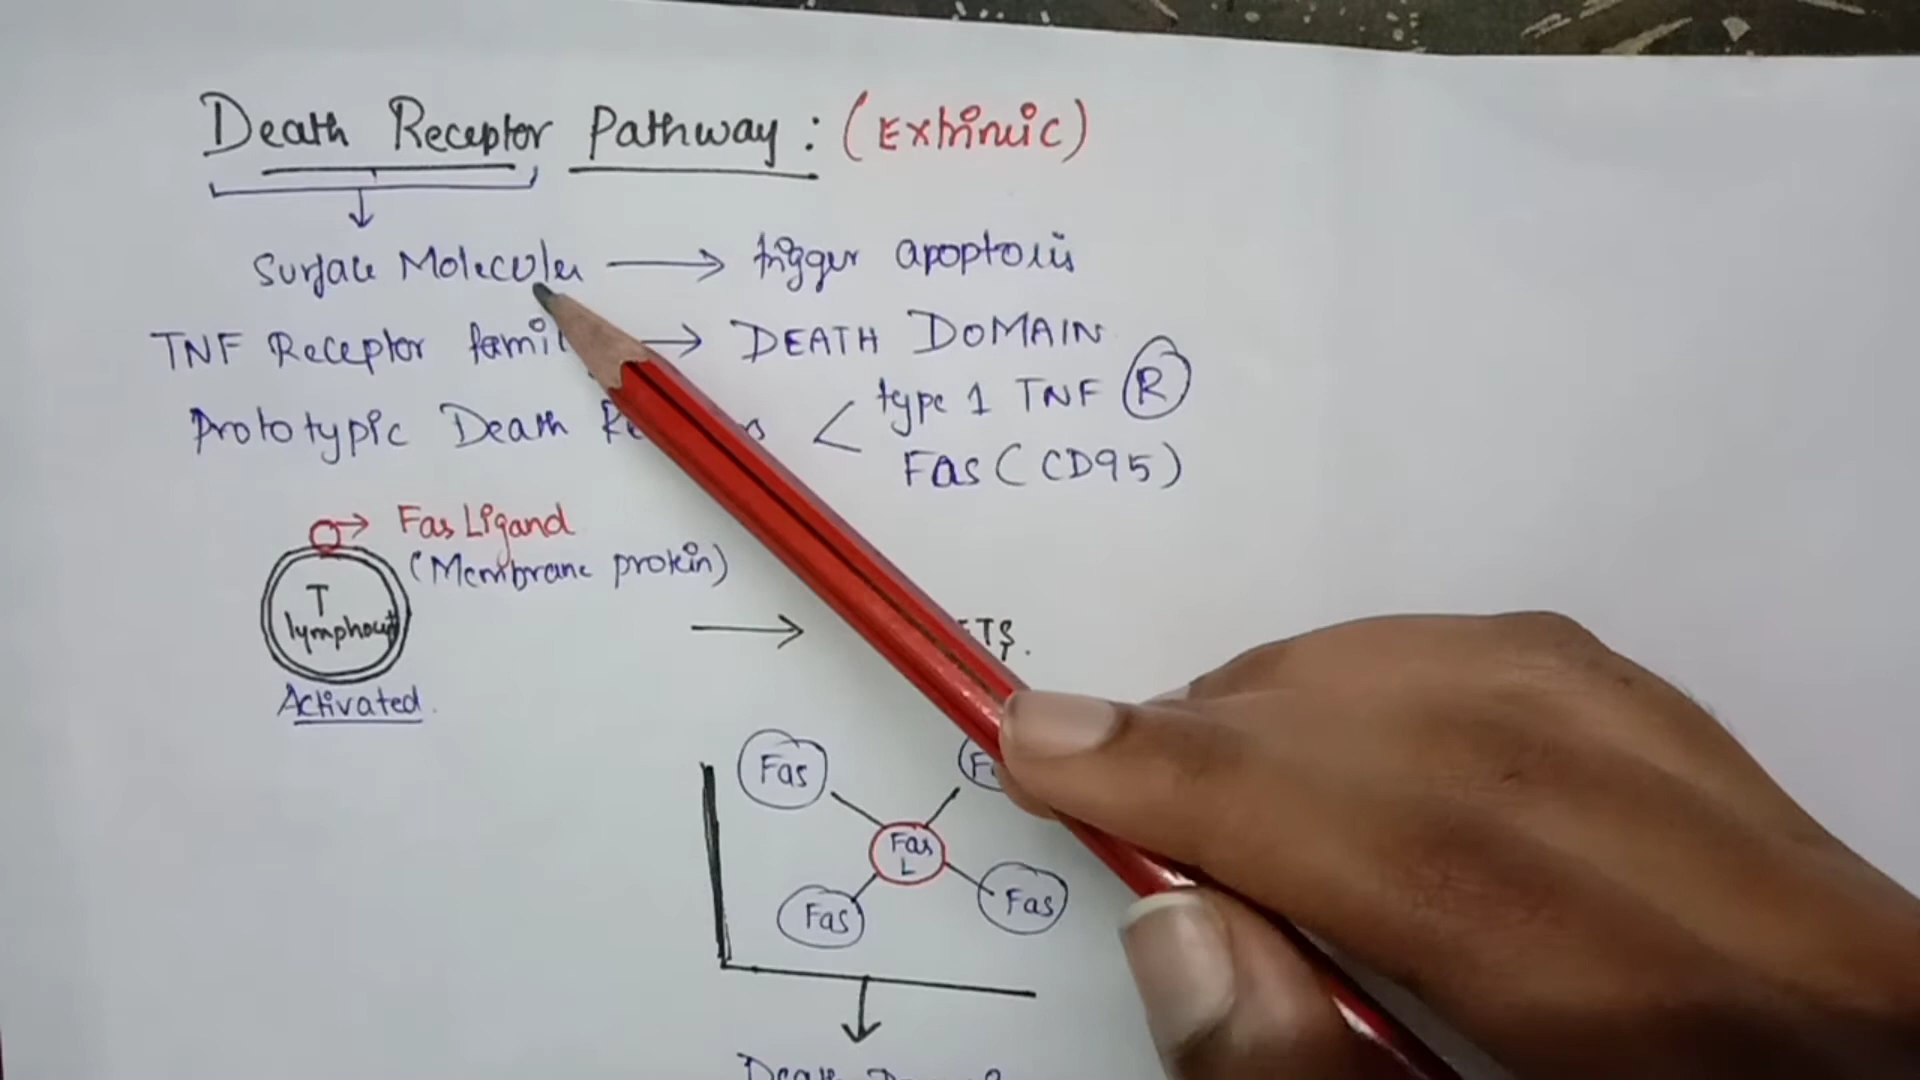 Death Receptor Pathway : (Extrinsic)
Surface Molecules → trigger apoptosis
TNF Receptor famil → DEATH DOMAIN
Prototypic Death < type 1 TNF R
Fas (CD95)
Fas Ligand
(Membrane protein)
T
lymphocyte
Activated.
→
Fas
Fas
L
Fas
Fas